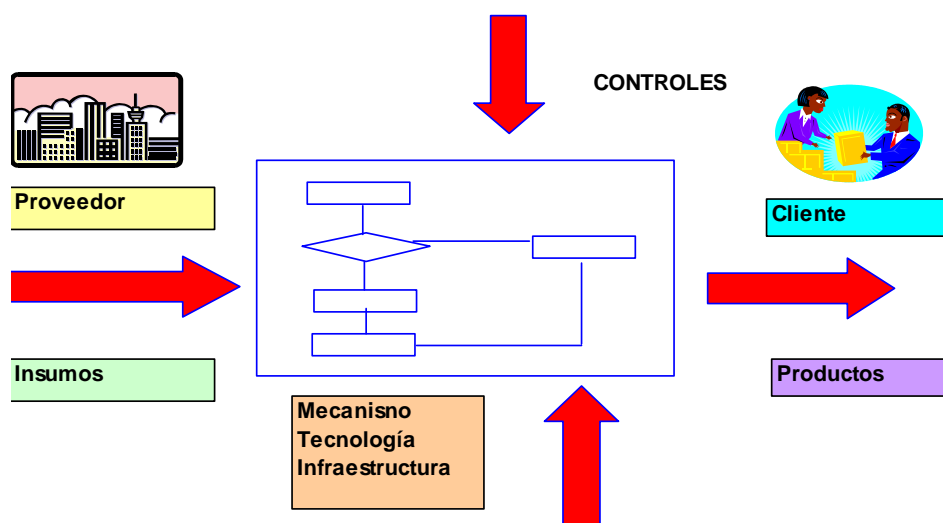 CONTROLES
Proveedor
Cliente
Insumos
Productos
Mecanisno
Tecnología
Infraestructura